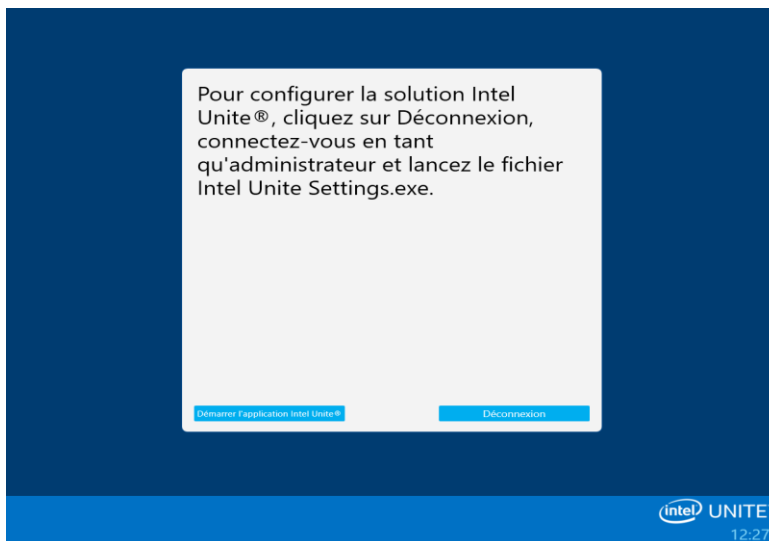 Pour configurer la solution Intel
Unite®, cliquez sur Déconnexion,
connectez-vous en tant
qu'administrateur et lancez le fichier
Intel Unite Settings.exe.
Démarrer l'application Intel Unite®
Déconnexion
intel UNITE
12:27